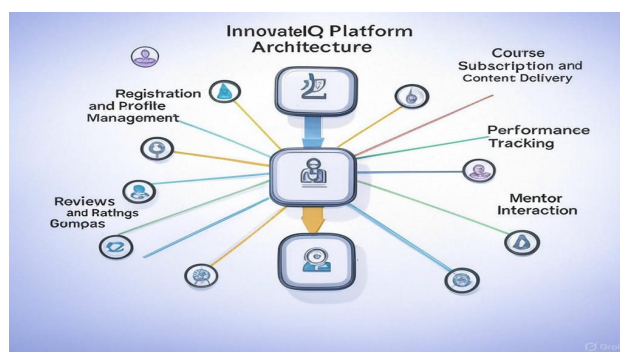 InnovateIQ Platform
Architecture
Course
Subscription and
Content Delivery
Registration
and Profile
Management
Performance
Tracking
Reviews
and Ratings
Gompas
Mentor
Interaction